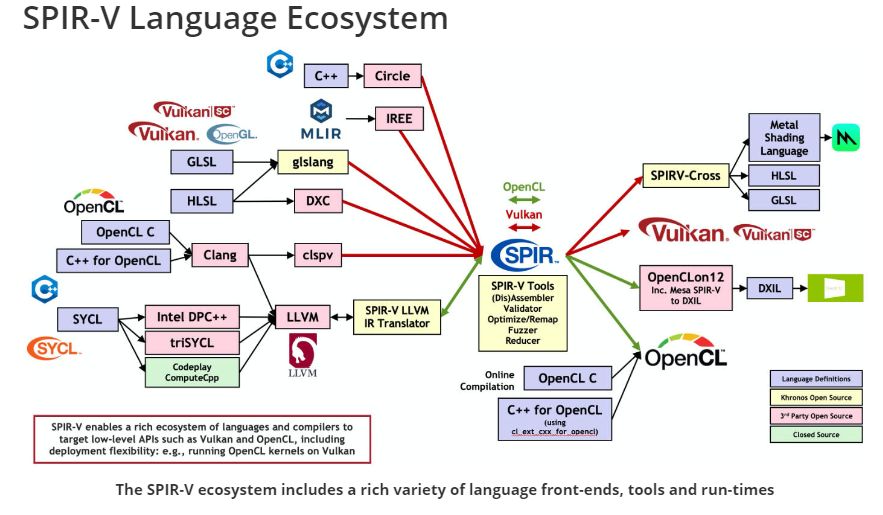 SPIR-V Language Ecosystem
C++
C++
Circle
MLIR
IREE
Vulkan SC™
Vulkan.
OpenGL.
GLSL
glslang
HLSL
DXC
OpenCL™
OpenCL C
C++ for OpenCL
Clang
clspv
C++
SYCL
SYCL™
Intel DPC++
triSYCL
Codeplay
ComputeCpp
LLVM
LLVM
SPIR-V LLVM
IR Translator
OpenCL
Vulkan
SPIR™
SPIR-V Tools
(Dis)Assembler
Validator
Optimize/Remap
Fuzzer
Reducer
SPIRV-Cross
Metal
Shading
Language
HLSL
GLSL
Vulkan.
Vulkan SC™
OpenCLon12
Inc. Mesa SPIR-V
to DXIL
DXIL
OpenCL™
Online
Compilation
OpenCL C
C++ for OpenCL
(using
cl_ext_cxx_for_opencl)
Language Definitions
Khronos Open Source
3rd Party Open Source
Closed Source
SPIR-V enables a rich ecosystem of languages and compilers to
target low-level APIs such as Vulkan and OpenCL, including
deployment flexibility: e.g., running OpenCL kernels on Vulkan
The SPIR-V ecosystem includes a rich variety of language front-ends, tools and run-times